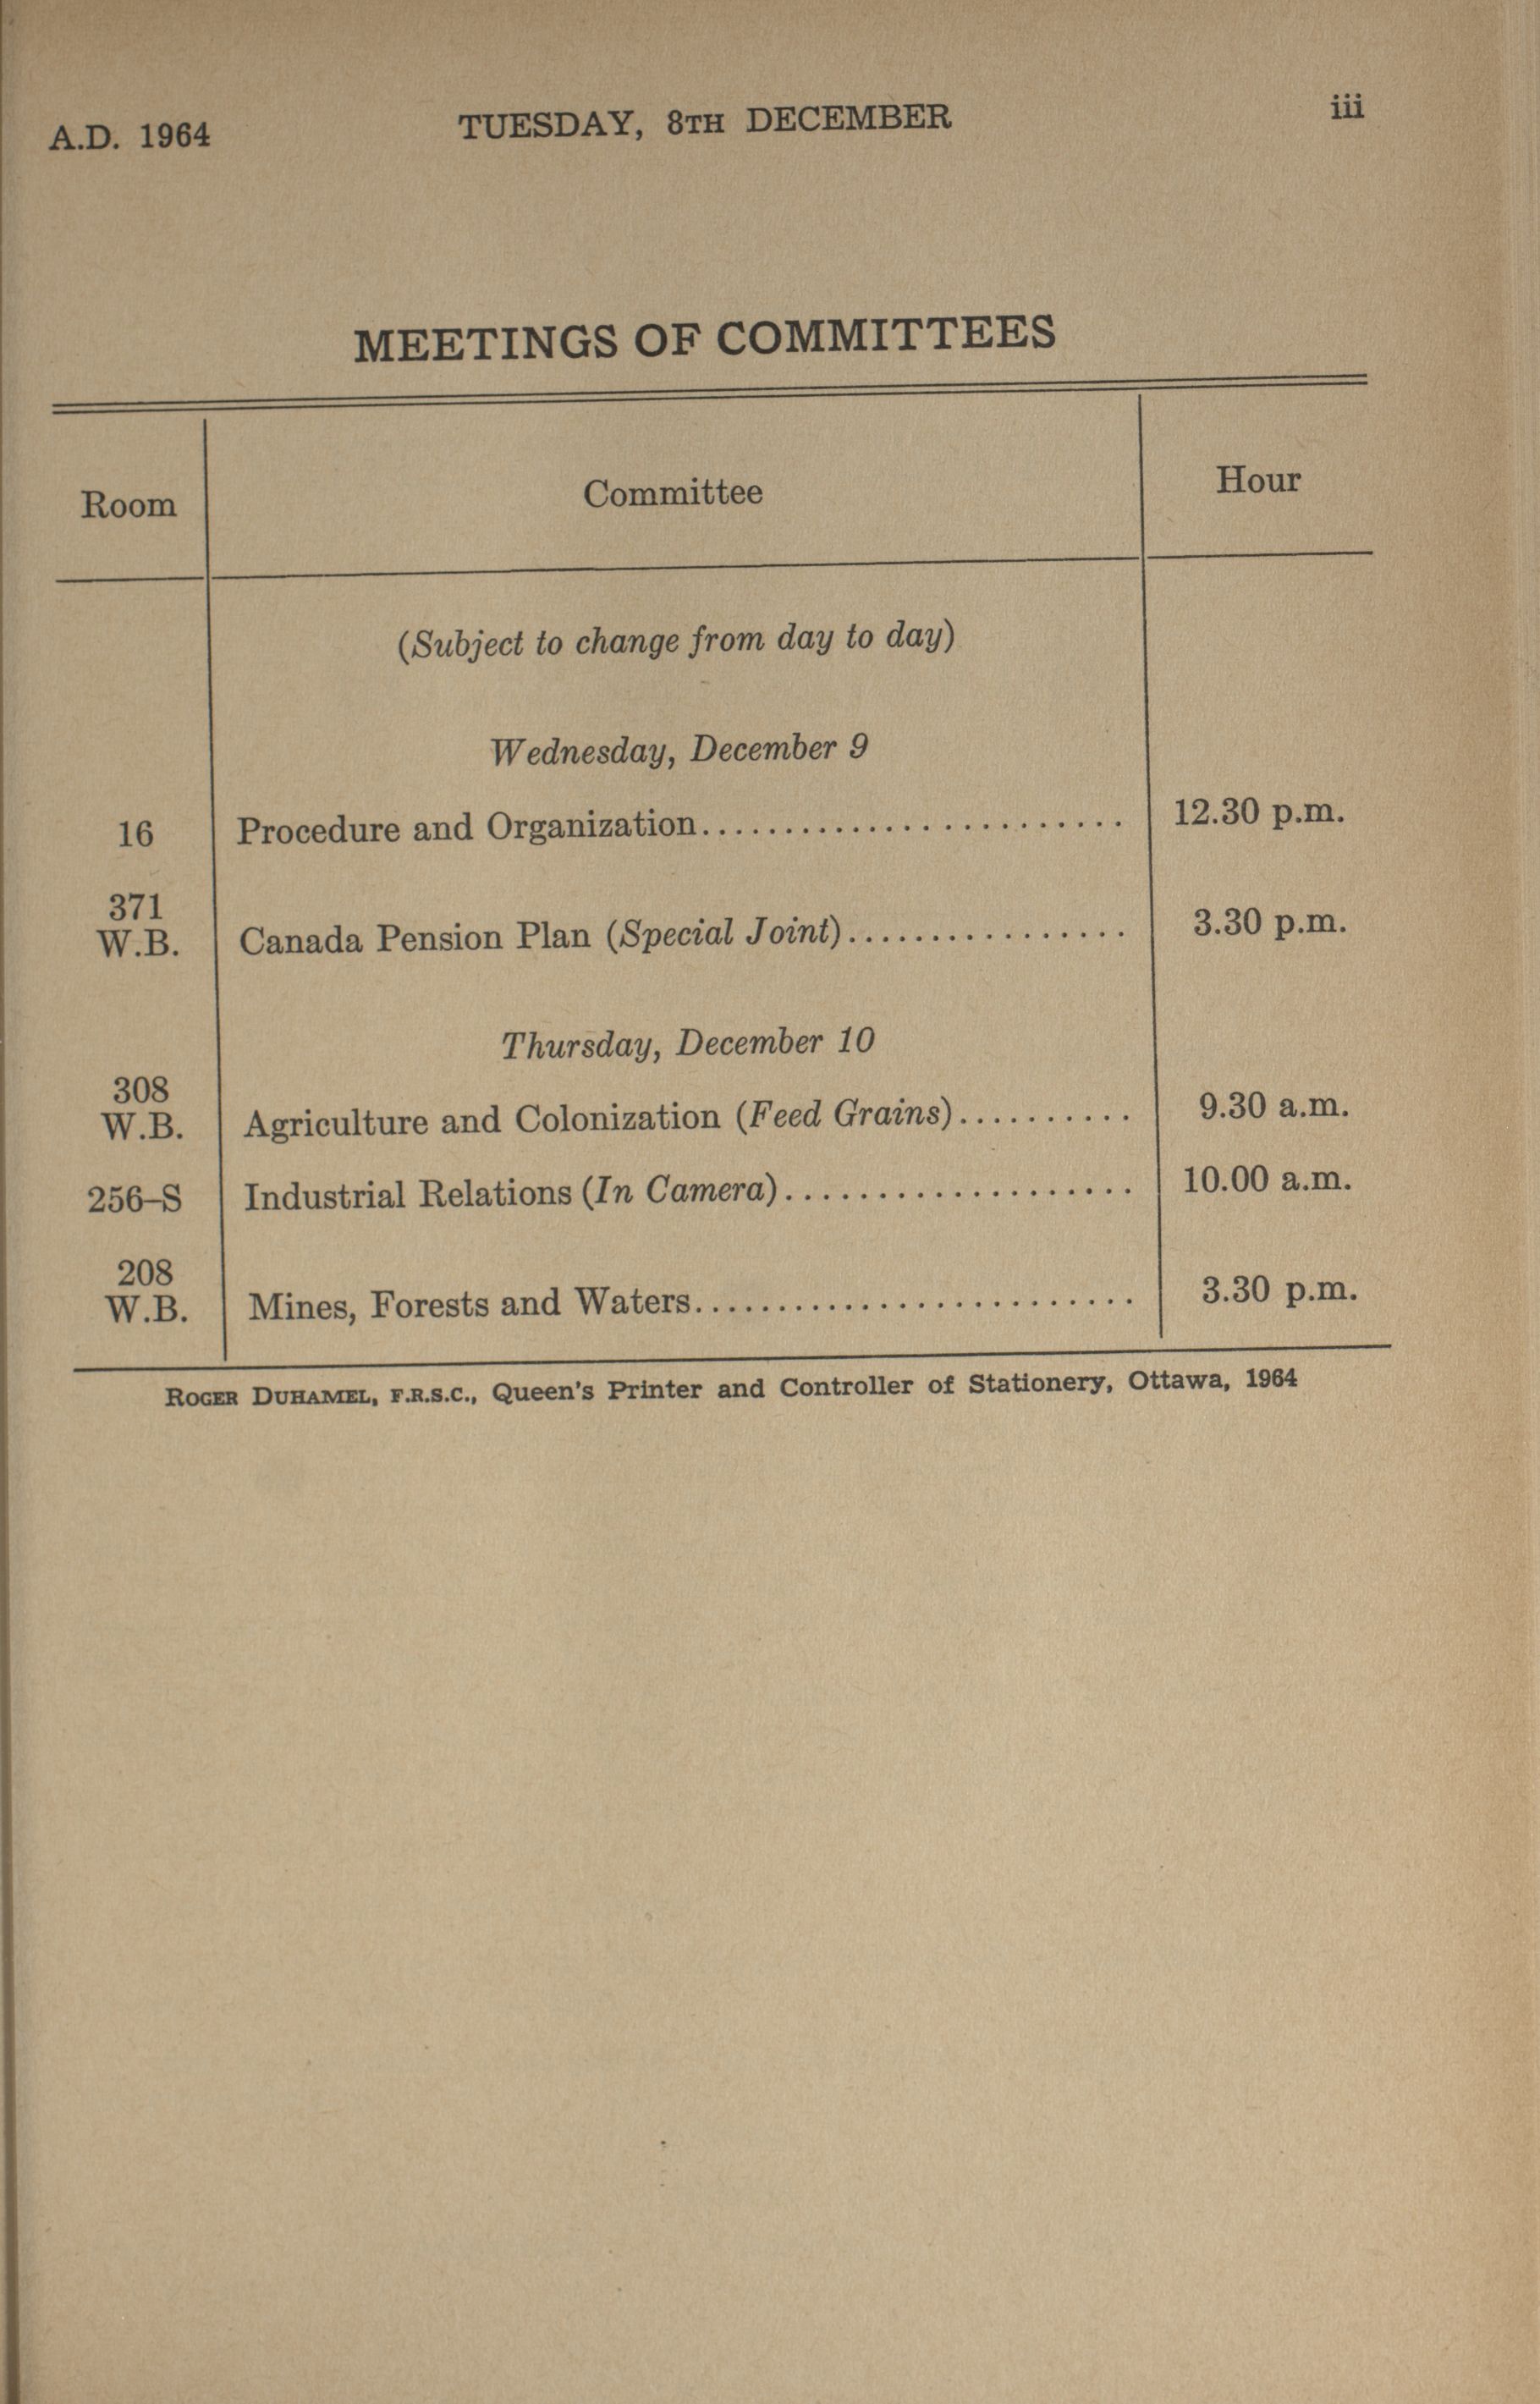 A.D. 1964 TUESDAY, 8TH DECEMBER iii
MEETINGS OF COMMITTEES
Room Committee Hour
(Subject to change from day to day)
Wednesday, December 9
16 Procedure and Organization.......................... 12.30 p.m.
371
W.B. Canada Pension Plan (Special Joint)................. 3.30 p.m.
Thursday, December 10
308
W.B. Agriculture and Colonization (Feed Grains).......... 9.30 a.m.
256–S Industrial Relations (In Camera).................... 10.00 a.m.
208
W.B. Mines, Forests and Waters.......................... 3.30 p.m.
ROGER DUHAMEL, F.R.S.C., Queen's Printer and Controller of Stationery, Ottawa, 1964